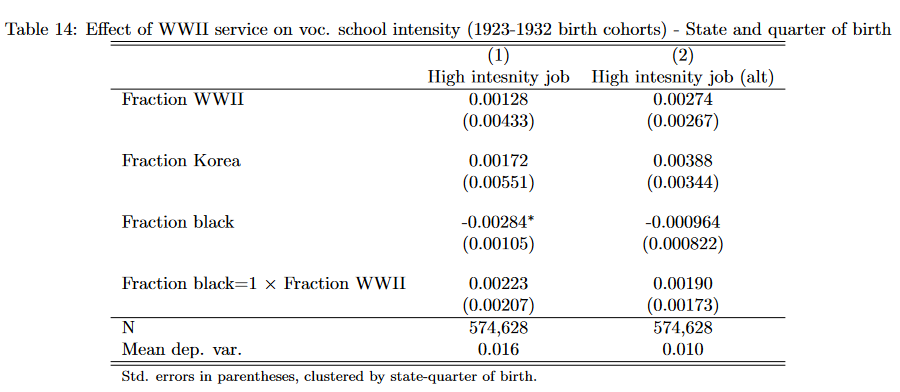 Table 14: Effect of WWII service on voc. school intensity (1923-1932 birth cohorts) - State and quarter of birth
(1) (2)
High intesnity job High intesnity job (alt)
Fraction WWII 0.00128 0.00274
(0.00433) (0.00267)
Fraction Korea 0.00172 0.00388
(0.00551) (0.00344)
Fraction black -0.00284* -0.000964
(0.00105) (0.000822)
Fraction black=1 × Fraction WWII 0.00223 0.00190
(0.00207) (0.00173)
N 574,628 574,628
Mean dep. var. 0.016 0.010
Std. errors in parentheses, clustered by state-quarter of birth.